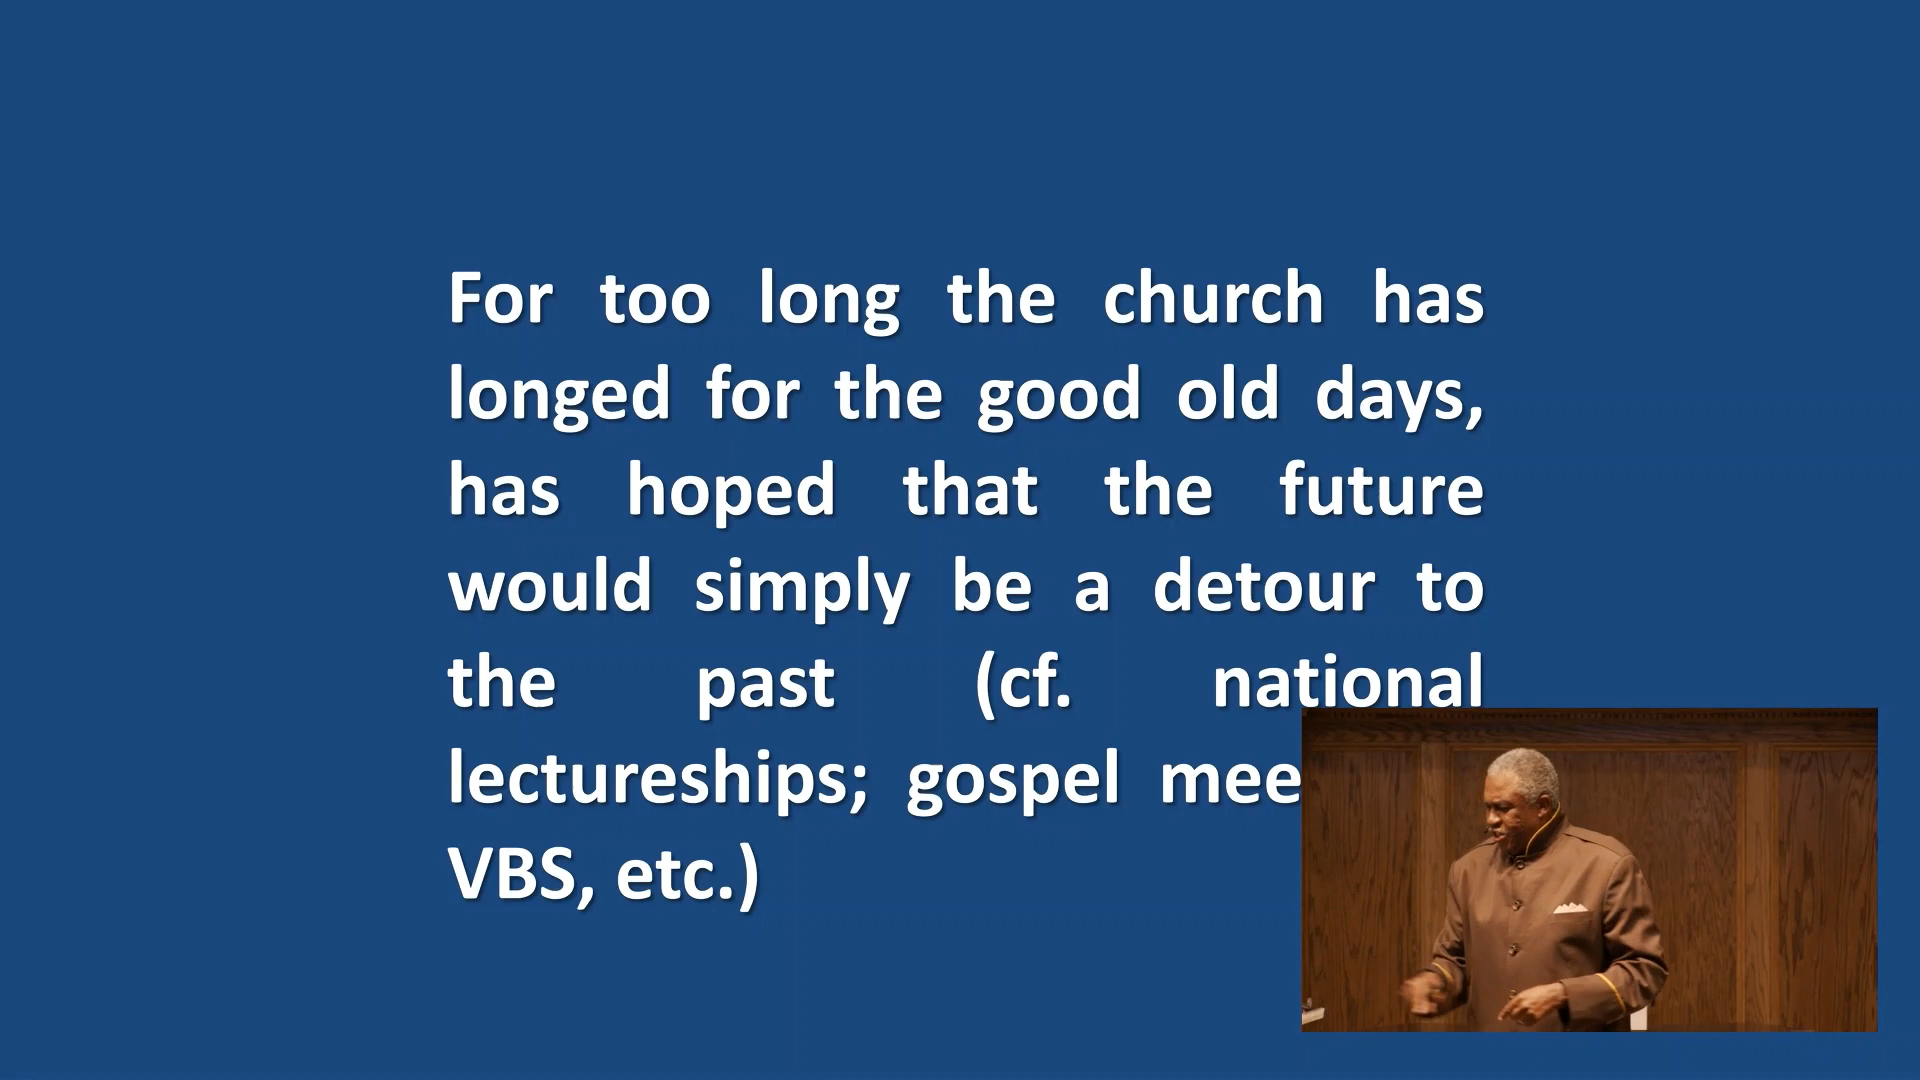 For too long the church has
longed for the good old days,
has hoped that the future
would simply be a detour to
the past (cf. national
lectureships; gospel
VBS, etc.)